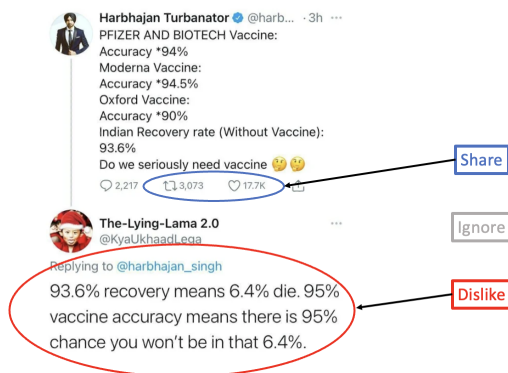 Harbhajan Turbanator @harb... · 3h ...
PFIZER AND BIOTECH Vaccine:
Accuracy *94%
Moderna Vaccine:
Accuracy *94.5%
Oxford Vaccine:
Accuracy *90%
Indian Recovery rate (Without Vaccine):
93.6%
Do we seriously need vaccine 🤔 🤔
2,217 3,073 17.7K
Share
Ignore
Dislike
The-Lying-Lama 2.0 ...
@KyaUkhaadLega
Replying to @harbhajan_singh
93.6% recovery means 6.4% die. 95%
vaccine accuracy means there is 95%
chance you won't be in that 6.4%.